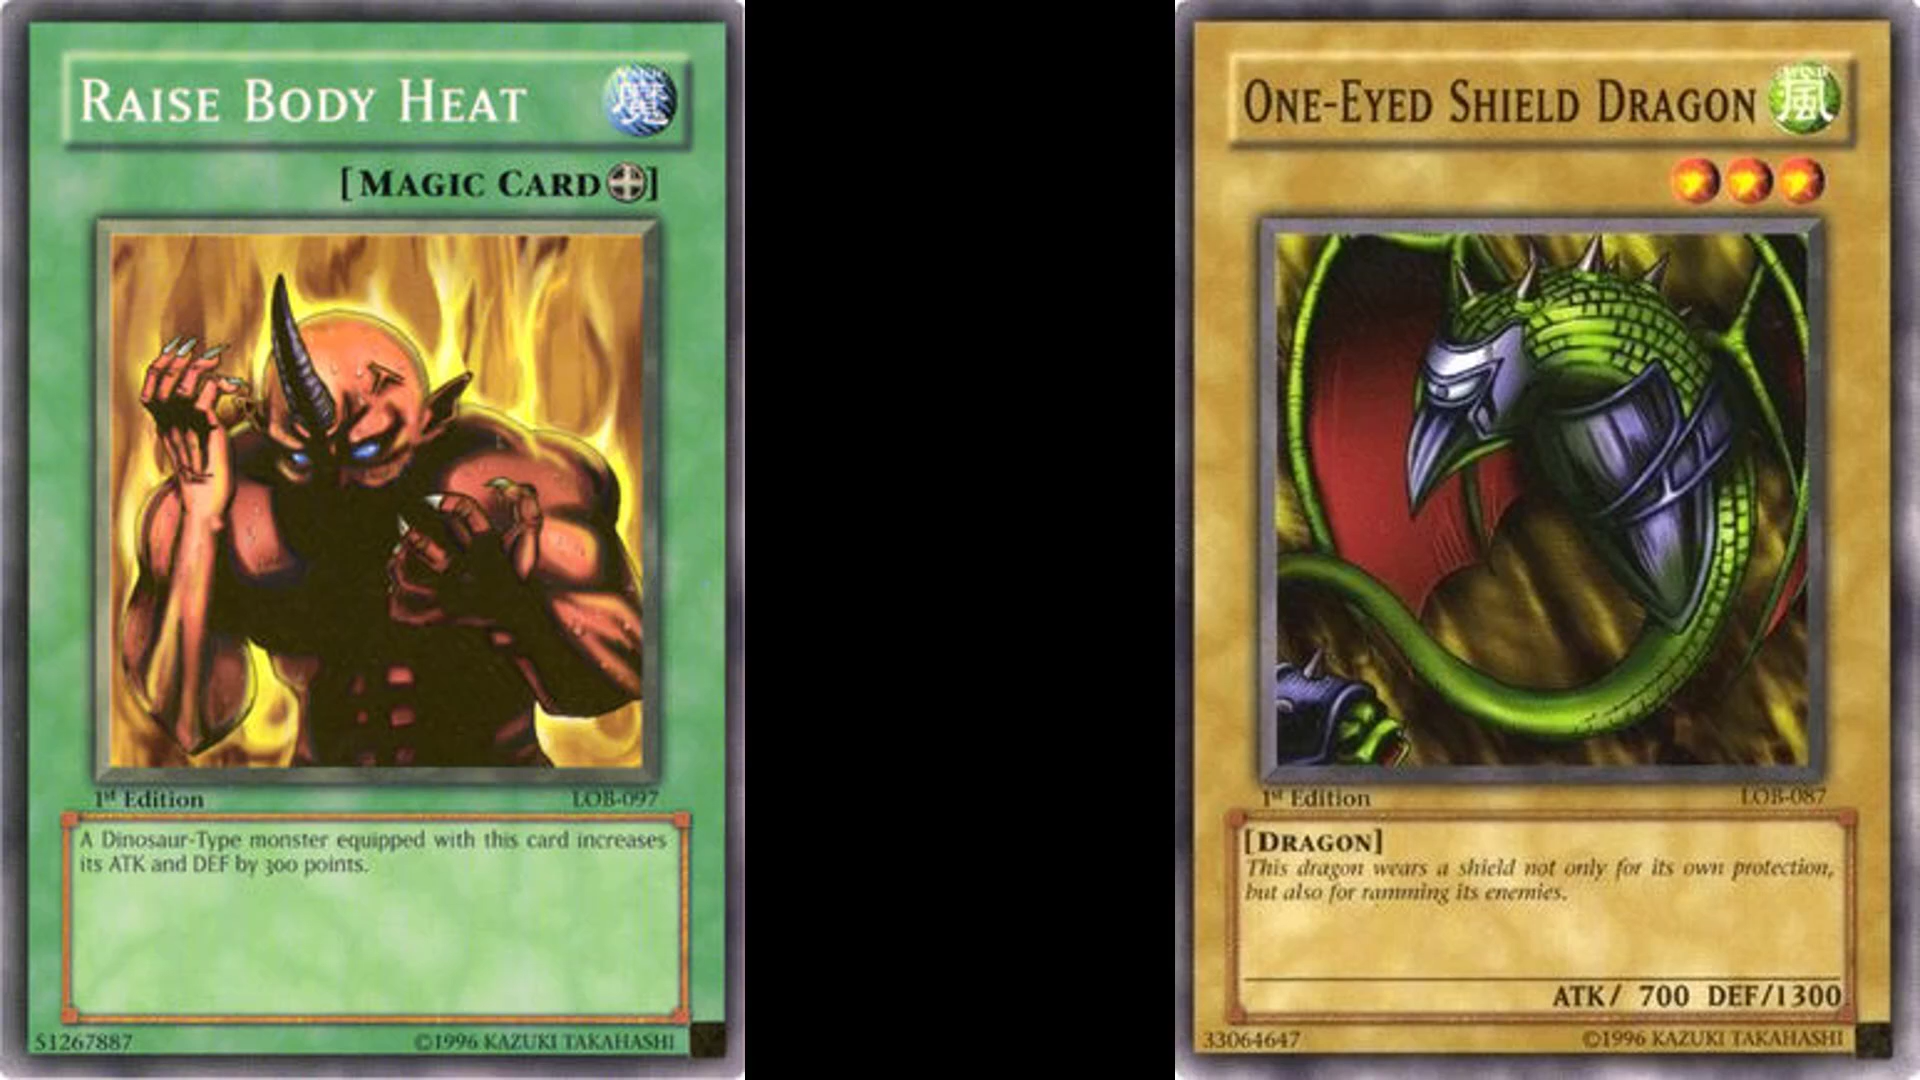 RAISE BODY HEAT
魔
[MAGIC CARD]
1st Edition
LOB-097
A Dinosaur-Type monster equipped with this card increases
its ATK and DEF by 300 points.
51267887
©1996 KAZUKI TAKAHASHI
ONE-EYED SHIELD DRAGON
WIND
風
1st Edition
LOB-087
[DRAGON]
This dragon wears a shield not only for its own protection,
but also for ramming its enemies.
ATK/ 700 DEF/1300
33064647
©1996 KAZUKI TAKAHASHI